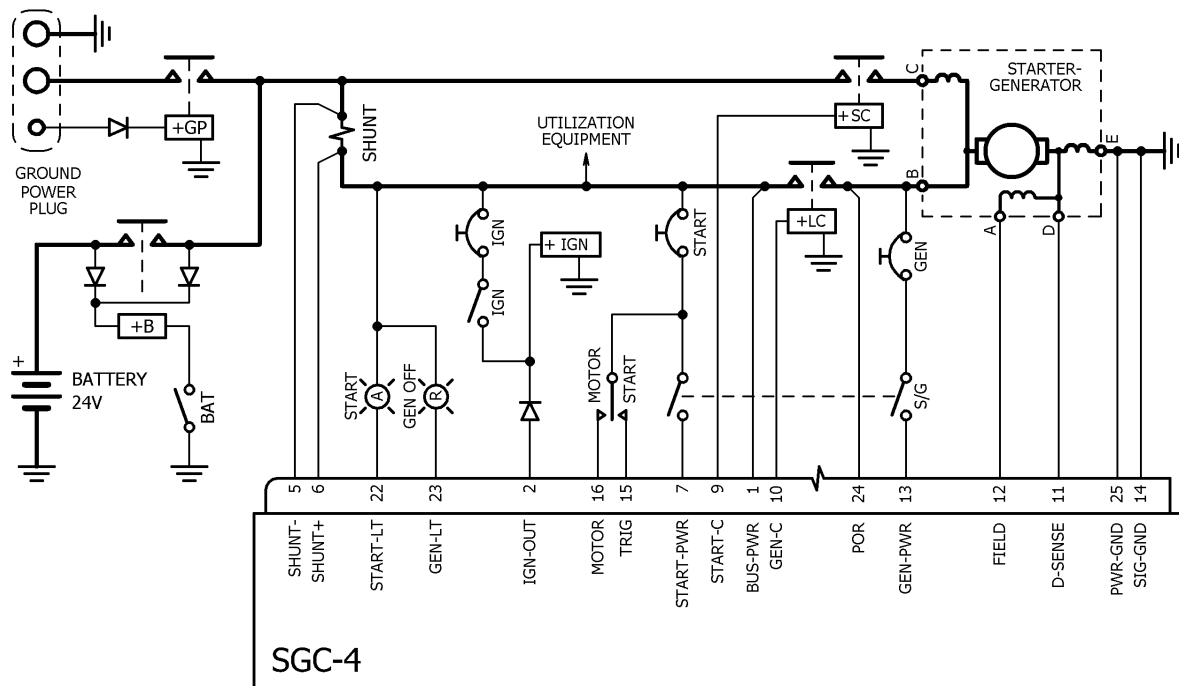 STARTER-
GENERATOR
C
+GP
+ SC
SHUNT
UTILIZATION
EQUIPMENT
E
GROUND
POWER
PLUG
B
IGN
+ IGN
START
+LC
GEN
A
D
IGN
+B
+
BATTERY
24V
BAT
START
A
GEN OFF
R
MOTOR
START
S/G
5
6
22
23
2
16
15
7
9
1
10
24
13
12
11
25
14
SHUNT-
SHUNT+
START-LT
GEN-LT
IGN-OUT
MOTOR
TRIG
START-PWR
START-C
BUS-PWR
GEN-C
POR
GEN-PWR
FIELD
D-SENSE
PWR-GND
SIG-GND
SGC-4